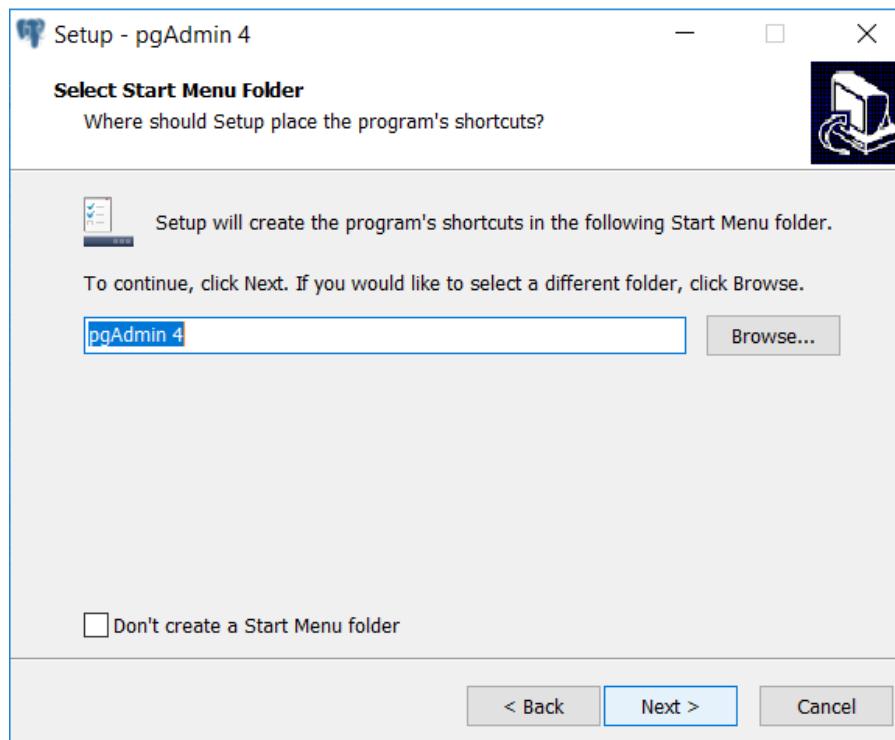 Setup - pgAdmin 4
Select Start Menu Folder
Where should Setup place the program's shortcuts?
Setup will create the program's shortcuts in the following Start Menu folder.
To continue, click Next. If you would like to select a different folder, click Browse.
pgAdmin 4
Browse...
Don't create a Start Menu folder
< Back
Next >
Cancel